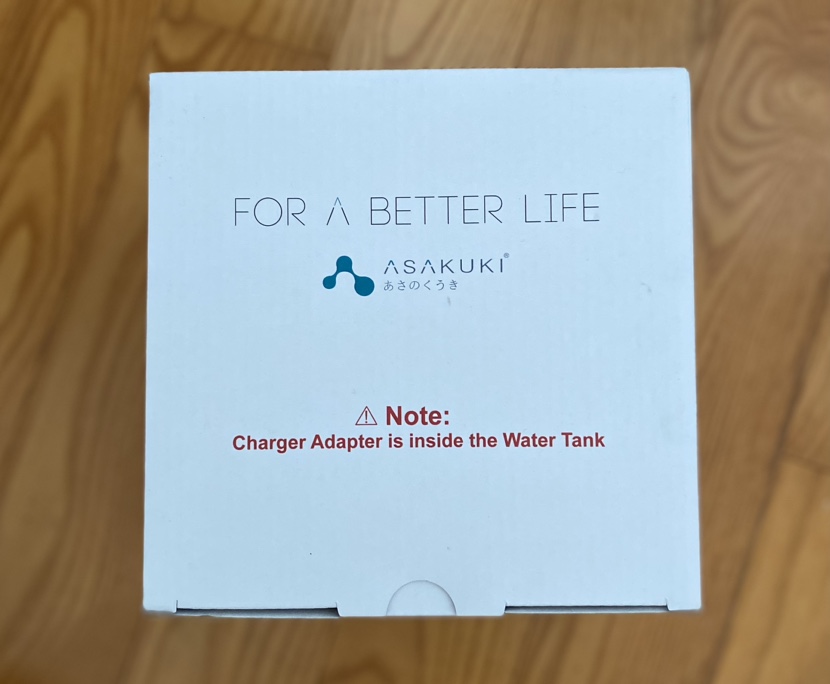 FOR A BETTER LIFE
ASAKUKI®
あさのくうき
⚠ Note:
Charger Adapter is inside the Water Tank